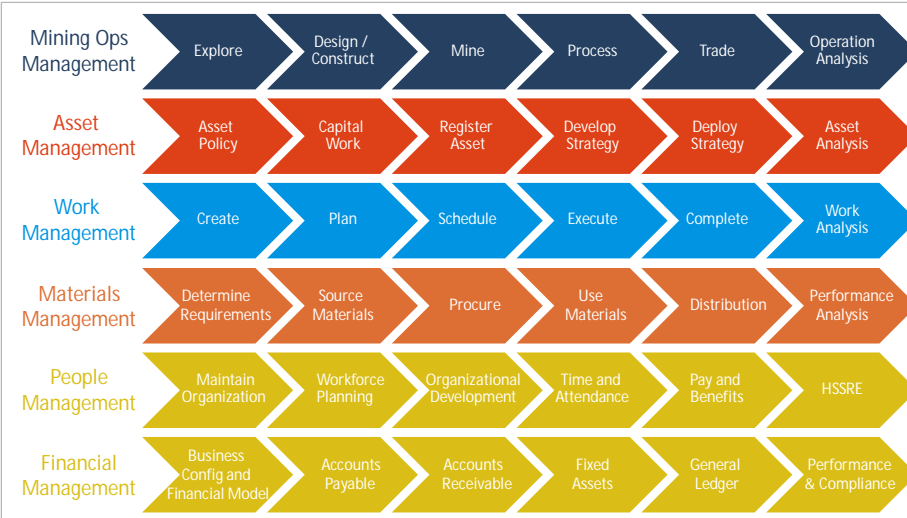 Mining Ops
Management
Explore
Design /
Construct
Mine
Process
Trade
Operation
Analysis
Asset
Management
Asset
Policy
Capital
Work
Register
Asset
Develop
Strategy
Deploy
Strategy
Asset
Analysis
Work
Management
Create
Plan
Schedule
Execute
Complete
Work
Analysis
Materials
Management
Determine
Requirements
Source
Materials
Procure
Use
Materials
Distribution
Performance
Analysis
People
Management
Maintain
Organization
Workforce
Planning
Organizational
Development
Time and
Attendance
Pay and
Benefits
HSSRE
Financial
Management
Business
Config and
Financial Model
Accounts
Payable
Accounts
Receivable
Fixed
Assets
General
Ledger
Performance
& Compliance